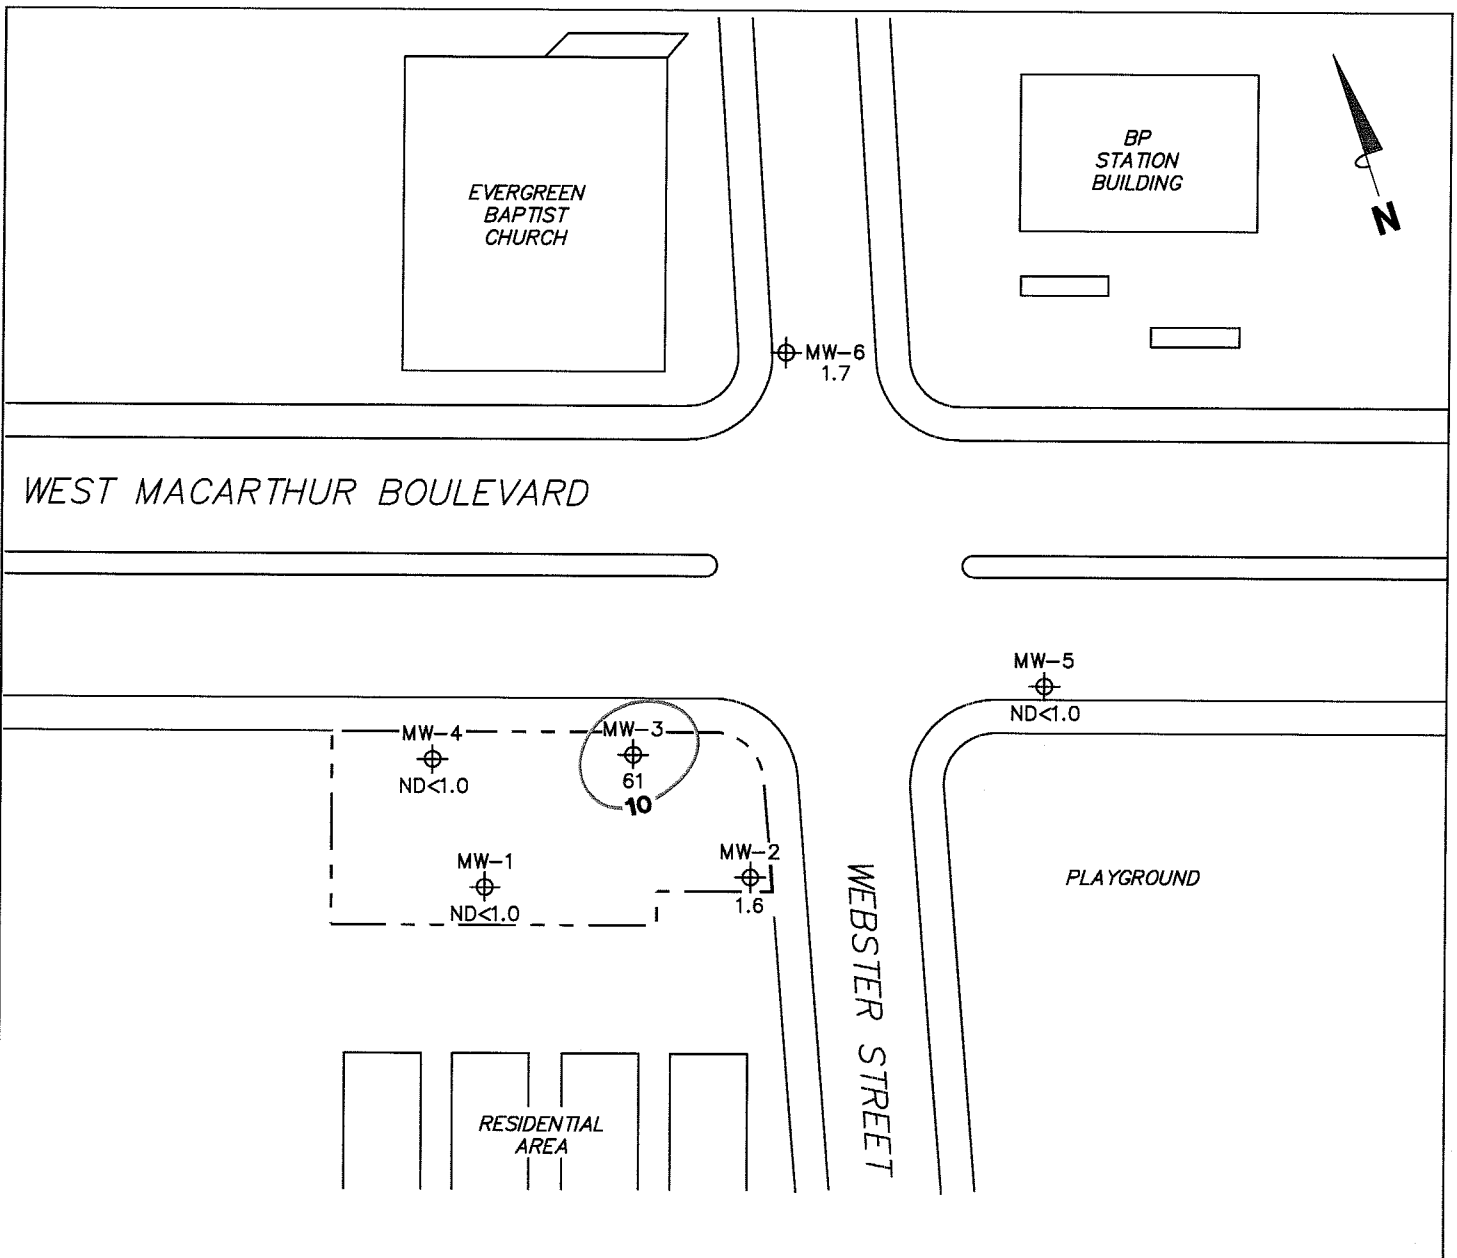 EVERGREEN
BAPTIST
CHURCH
BP
STATION
BUILDING
N
MW-6
1.7
WEST MACARTHUR BOULEVARD
MW-5
ND<1.0
MW-4
ND<1.0
MW-3
61
10
MW-1
ND<1.0
MW-2
1.6
WEBSTER STREET
PLAYGROUND
RESIDENTIAL
AREA